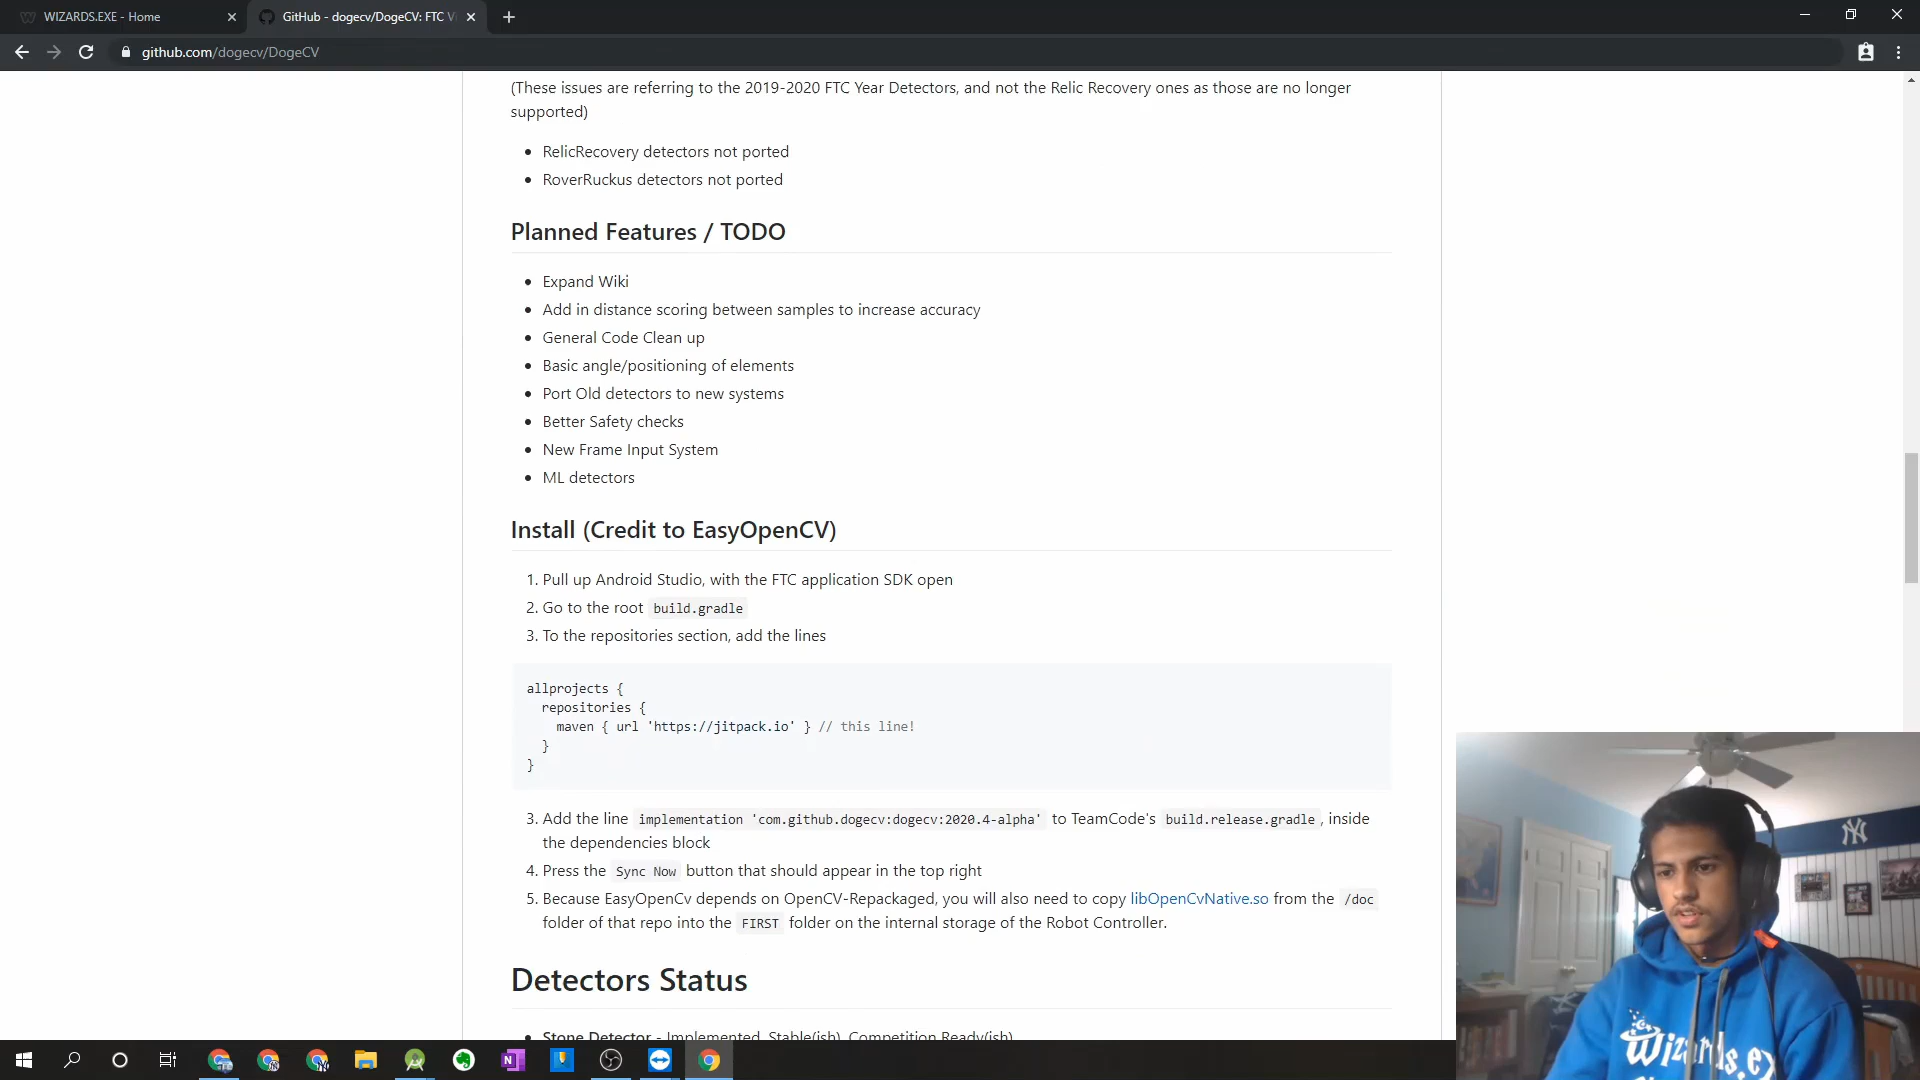 WIZARDS.EXE - Home
GitHub - dogecv/DogeCV: FTC Vi
github.com/dogecv/DogeCV
(These issues are referring to the 2019-2020 FTC Year Detectors, and not the Relic Recovery ones as those are no longer
supported)
• RelicRecovery detectors not ported
• RoverRuckus detectors not ported
Planned Features / TODO
• Expand Wiki
• Add in distance scoring between samples to increase accuracy
• General Code Clean up
• Basic angle/positioning of elements
• Port Old detectors to new systems
• Better Safety checks
• New Frame Input System
• ML detectors
Install (Credit to EasyOpenCV)
1. Pull up Android Studio, with the FTC application SDK open
2. Go to the root build.gradle
3. To the repositories section, add the lines
allprojects {
repositories {
maven { url 'https://jitpack.io' } // this line!
}
}
3. Add the line implementation 'com.github.dogecv:dogecv:2020.4-alpha' to TeamCode's build.release.gradle, inside
the dependencies block
4. Press the Sync Now button that should appear in the top right
5. Because EasyOpenCv depends on OpenCV-Repackaged, you will also need to copy libOpenCvNative.so from the /doc
folder of that repo into the FIRST folder on the internal storage of the Robot Controller.
Detectors Status
• Stone Detector - Implemented, Stable(ish), Competition Ready(ish)
NY
Wizards.ex